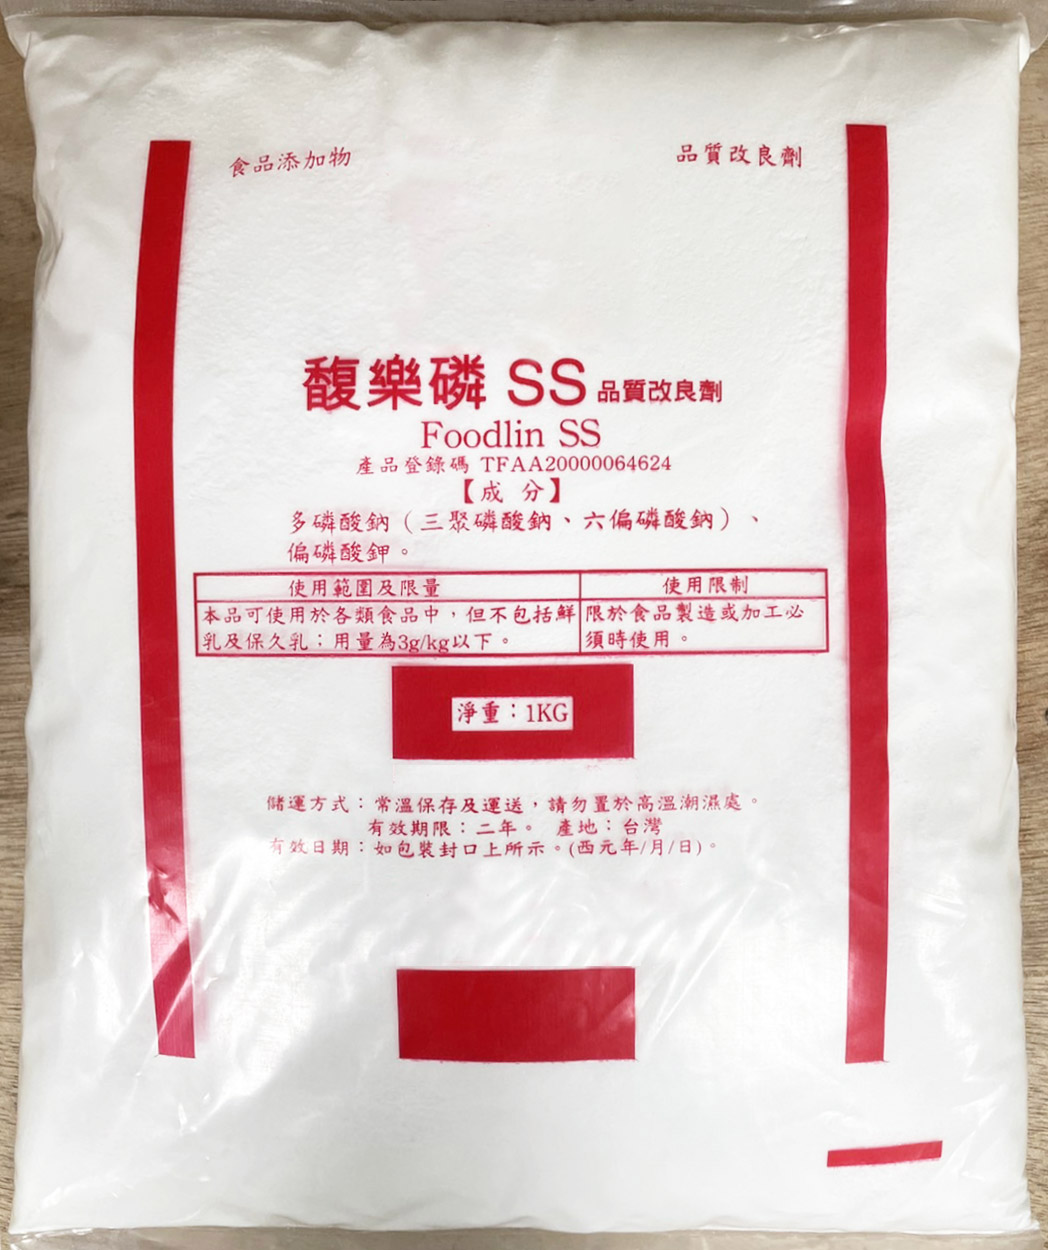 食品添加物
品質改良劑
馥樂磷 SS 品質改良劑
Foodlin SS
產品登錄碼 TFAA20000064624
【成 分】
多磷酸鈉（三聚磷酸鈉、六偏磷酸鈉）、
偏磷酸鉀。
使用範圍及限量
使用限制
本品可使用於各類食品中，但不包括鮮
乳及保久乳；用量為3g/kg以下。
限於食品製造或加工必
須時使用。
淨重：1KG
儲運方式：常溫保存及運送，請勿置於高溫潮濕處。
有效期限：二年。 產地：台灣
有效日期：如包裝封口上所示。(西元年/月/日)。